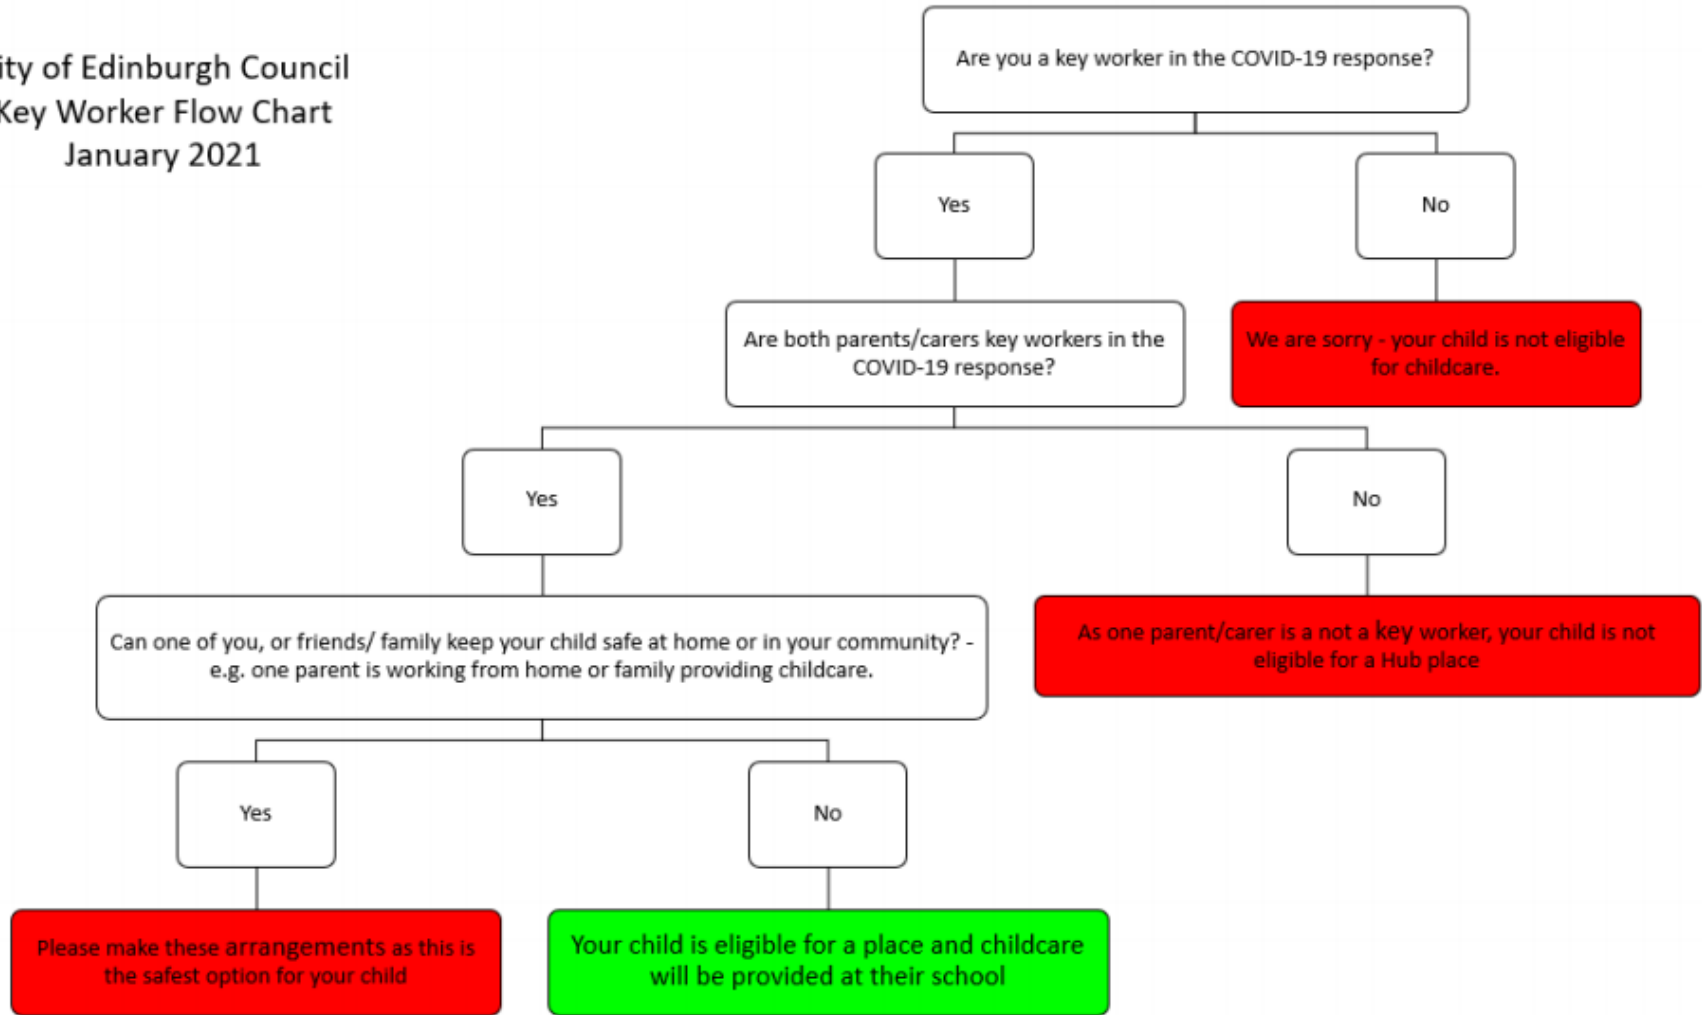 ity of Edinburgh Council
Key Worker Flow Chart
January 2021
Are you a key worker in the COVID-19 response?
Yes
No
Are both parents/carers key workers in the
COVID-19 response?
We are sorry - your child is not eligible
for childcare.
Yes
No
Can one of you, or friends/ family keep your child safe at home or in your community? -
e.g. one parent is working from home or family providing childcare.
As one parent/carer is a not a key worker, your child is not
eligible for a Hub place
Yes
No
Please make these arrangements as this is
the safest option for your child
Your child is eligible for a place and childcare
will be provided at their school